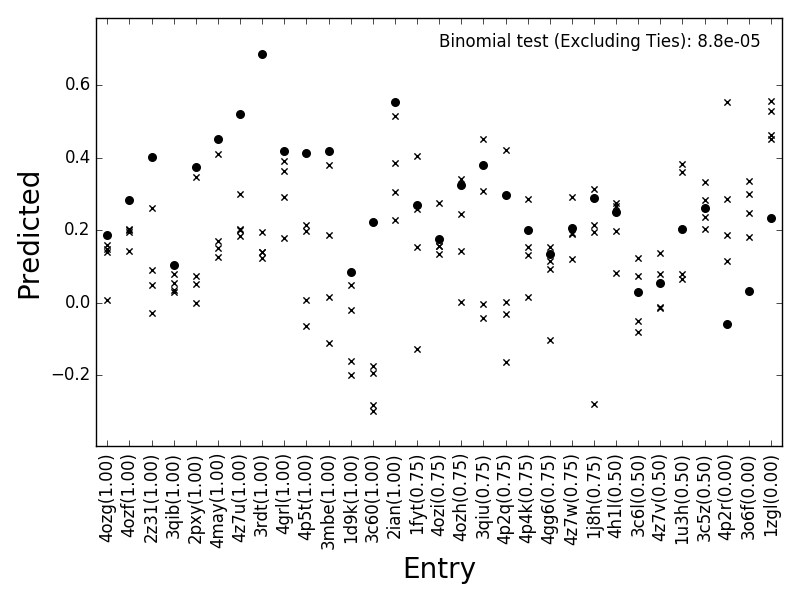 Binomial test (Excluding Ties): 8.8e-05
Predicted
0.6
0.4
0.2
0.0
−0.2
4ozg(1.00)
4ozf(1.00)
2z31(1.00)
3qib(1.00)
2pxy(1.00)
4may(1.00)
4z7u(1.00)
3rdt(1.00)
4grl(1.00)
4p5t(1.00)
3mbe(1.00)
1d9k(1.00)
3c60(1.00)
2ian(1.00)
1fyt(0.75)
4ozi(0.75)
4ozh(0.75)
3qiu(0.75)
4p2q(0.75)
4p4k(0.75)
4gg6(0.75)
4z7w(0.75)
1j8h(0.75)
4h1l(0.50)
3c6l(0.50)
4z7v(0.50)
1u3h(0.50)
3c5z(0.50)
4p2r(0.00)
3o6f(0.00)
1zgl(0.00)
Entry